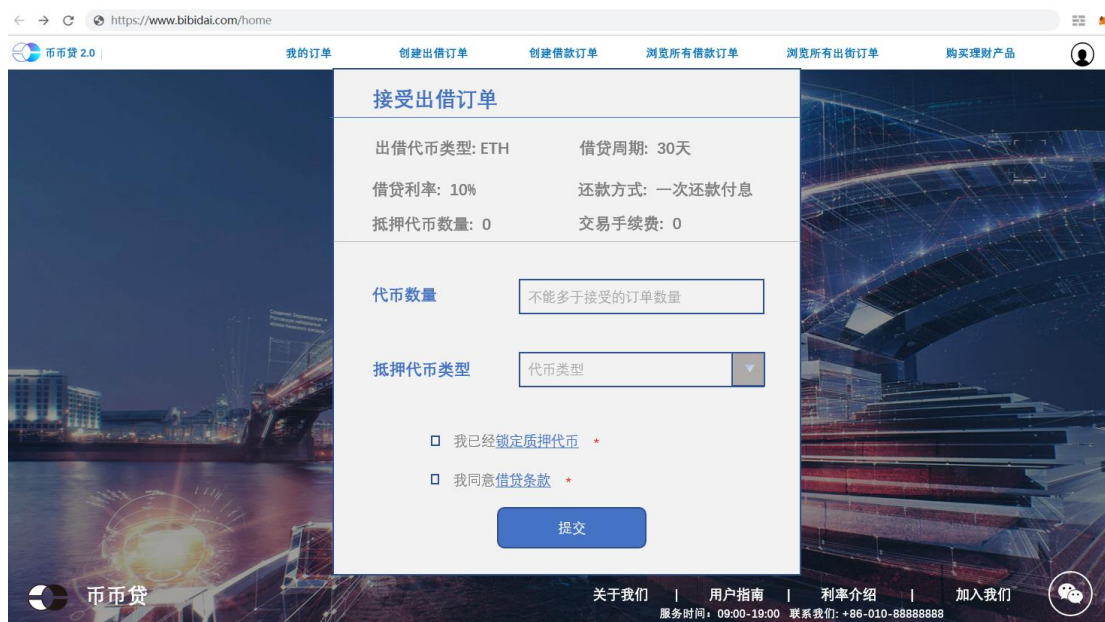 https://www.bibidai.com/home
币币贷 2.0
我的订单 创建出借订单 创建借款订单 浏览所有借款订单 浏览所有出街订单 购买理财产品
接受出借订单
出借代币类型: ETH 借贷周期: 30天
借贷利率: 10% 还款方式: 一次还款付息
抵押代币数量: 0 交易手续费: 0
代币数量 不能多于接受的订单数量
抵押代币类型 代币类型
我已经锁定质押代币 *
我同意借贷条款 *
提交
币币贷
关于我们 | 用户指南 | 利率介绍 | 加入我们
服务时间：09:00-19:00 联系我们: +86-010-88888888